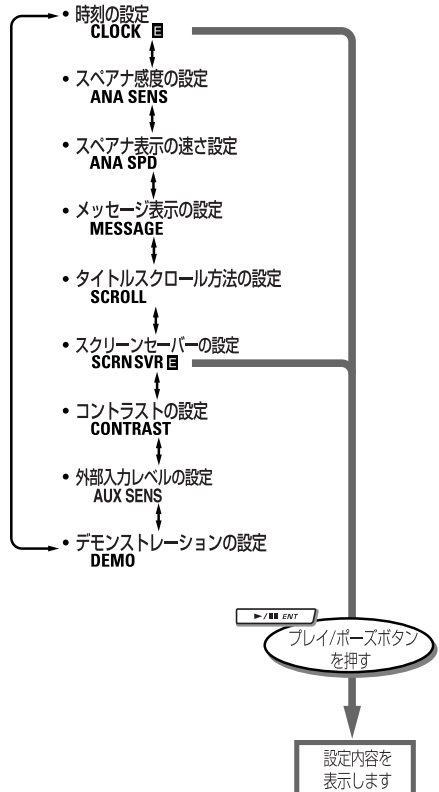 • 時刻の設定
CLOCK E
• スペアナ感度の設定
ANA SENS
• スペアナ表示の速さ設定
ANA SPD
• メッセージ表示の設定
MESSAGE
• タイトルスクロール方法の設定
SCROLL
• スクリーンセーバーの設定
SCRN SVR E
• コントラストの設定
CONTRAST
• 外部入力レベルの設定
AUX SENS
• デモンストレーションの設定
DEMO
►/❚❚ ENT
プレイ/ポーズボタン
を押す
設定内容を
表示します